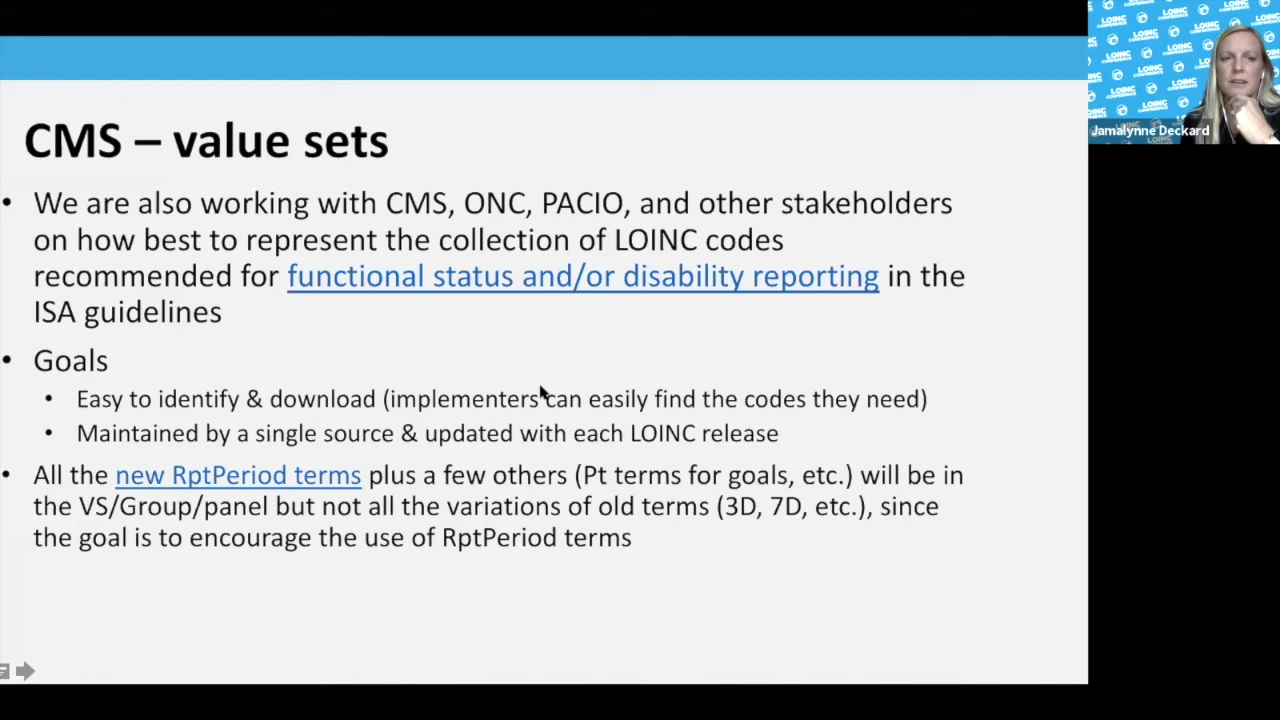 CMS – value sets
• We are also working with CMS, ONC, PACIO, and other stakeholders
on how best to represent the collection of LOINC codes
recommended for functional status and/or disability reporting in the
ISA guidelines
• Goals
• Easy to identify & download (implementers can easily find the codes they need)
• Maintained by a single source & updated with each LOINC release
• All the new RptPeriod terms plus a few others (Pt terms for goals, etc.) will be in
the VS/Group/panel but not all the variations of old terms (3D, 7D, etc.), since
the goal is to encourage the use of RptPeriod terms
LOINC
CONFERENCE
Jamalynne Deckard